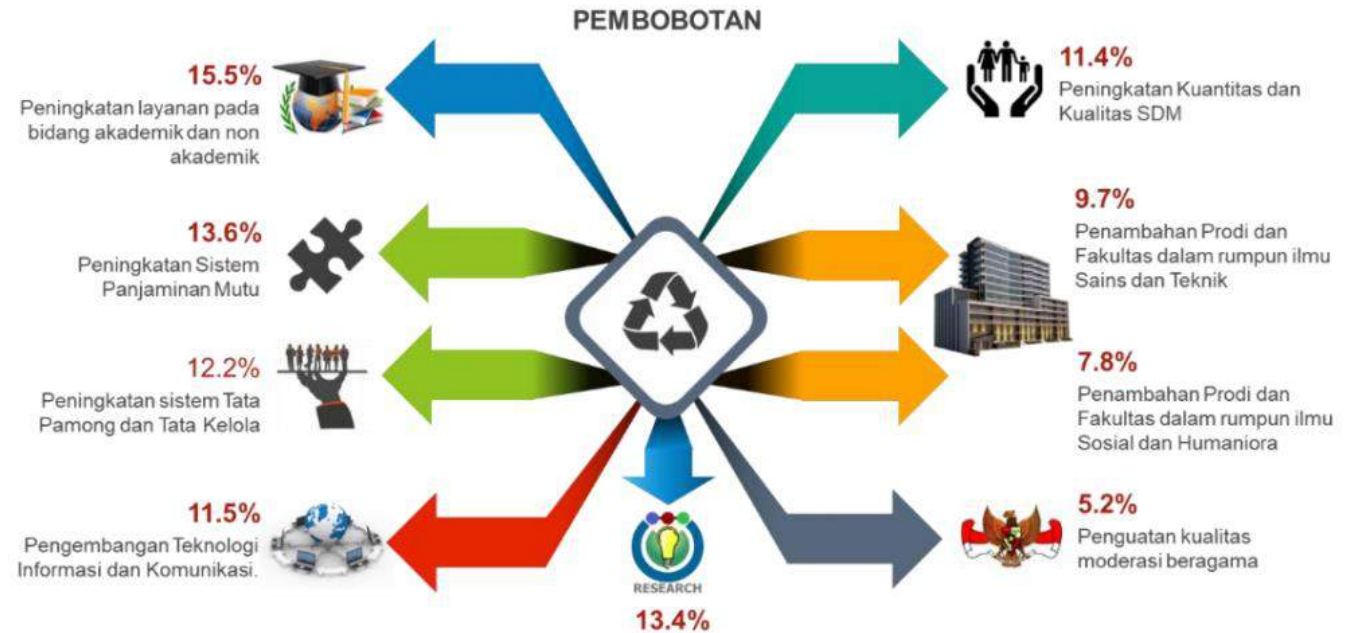 PEMBOBOTAN
15.5%
Peningkatan layanan pada
bidang akademik dan non
akademik
13.6%
Peningkatan Sistem
Panjaminan Mutu
12.2%
Peningkatan sistem Tata
Pamong dan Tata Kelola
11.5%
Pengembangan Teknologi
Informasi dan Komunikasi.
RESEARCH
13.4%
11.4%
Peningkatan Kuantitas dan
Kualitas SDM
9.7%
Penambahan Prodi dan
Fakultas dalam rumpun ilmu
Sains dan Teknik
7.8%
Penambahan Prodi dan
Fakultas dalam rumpun ilmu
Sosial dan Humaniora
5.2%
Penguatan kualitas
moderasi beragama